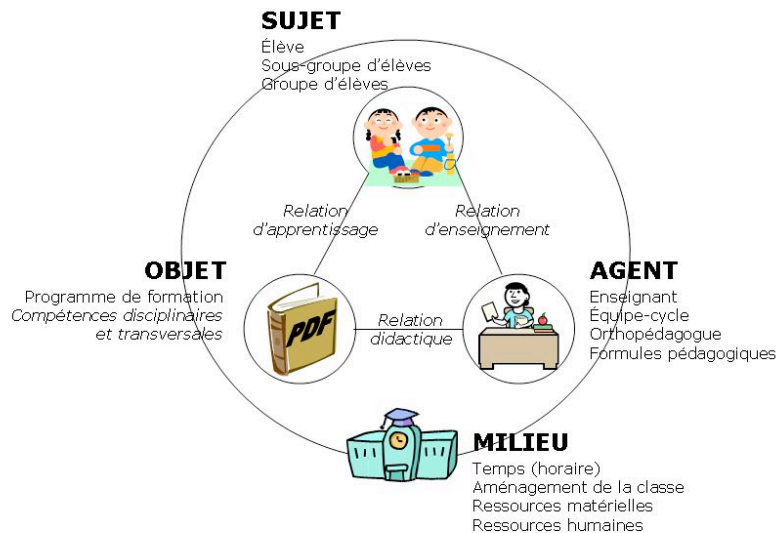 SUJET
Élève
Sous-groupe d'élèves
Groupe d'élèves
Relation
d'apprentissage
Relation
d'enseignement
OBJET
Programme de formation
Compétences disciplinaires
et transversales
PDF
Relation
didactique
AGENT
Enseignant
Équipe-cycle
Orthopédagogue
Formules pédagogiques
MILIEU
Temps (horaire)
Aménagement de la classe
Ressources matérielles
Ressources humaines